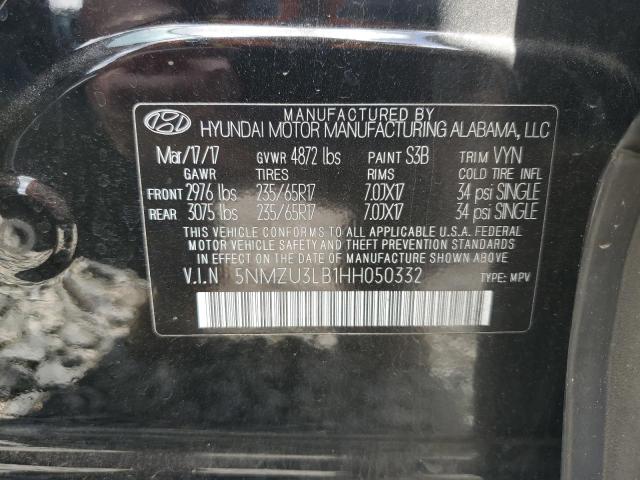 MANUFACTURED BY
HYUNDAI MOTOR MANUFACTURING ALABAMA, LLC
Mar/17/17 GVWR 4872 lbs PAINT S3B TRIM VYN
GAWR TIRES RIMS COLD TIRE INFL.
FRONT 2976 lbs 235/65R17 7.0JX17 34 psi SINGLE
REAR 3075 lbs 235/65R17 7.0JX17 34 psi SINGLE
THIS VEHICLE CONFORMS TO ALL APPLICABLE U.S.A. FEDERAL
MOTOR VEHICLE SAFETY AND THEFT PREVENTION STANDARDS
IN EFFECT ON THE DATE OF MANUFACTURE SHOWN ABOVE.
V.I.N 5NMZU3LB1HH050332 TYPE: MPV